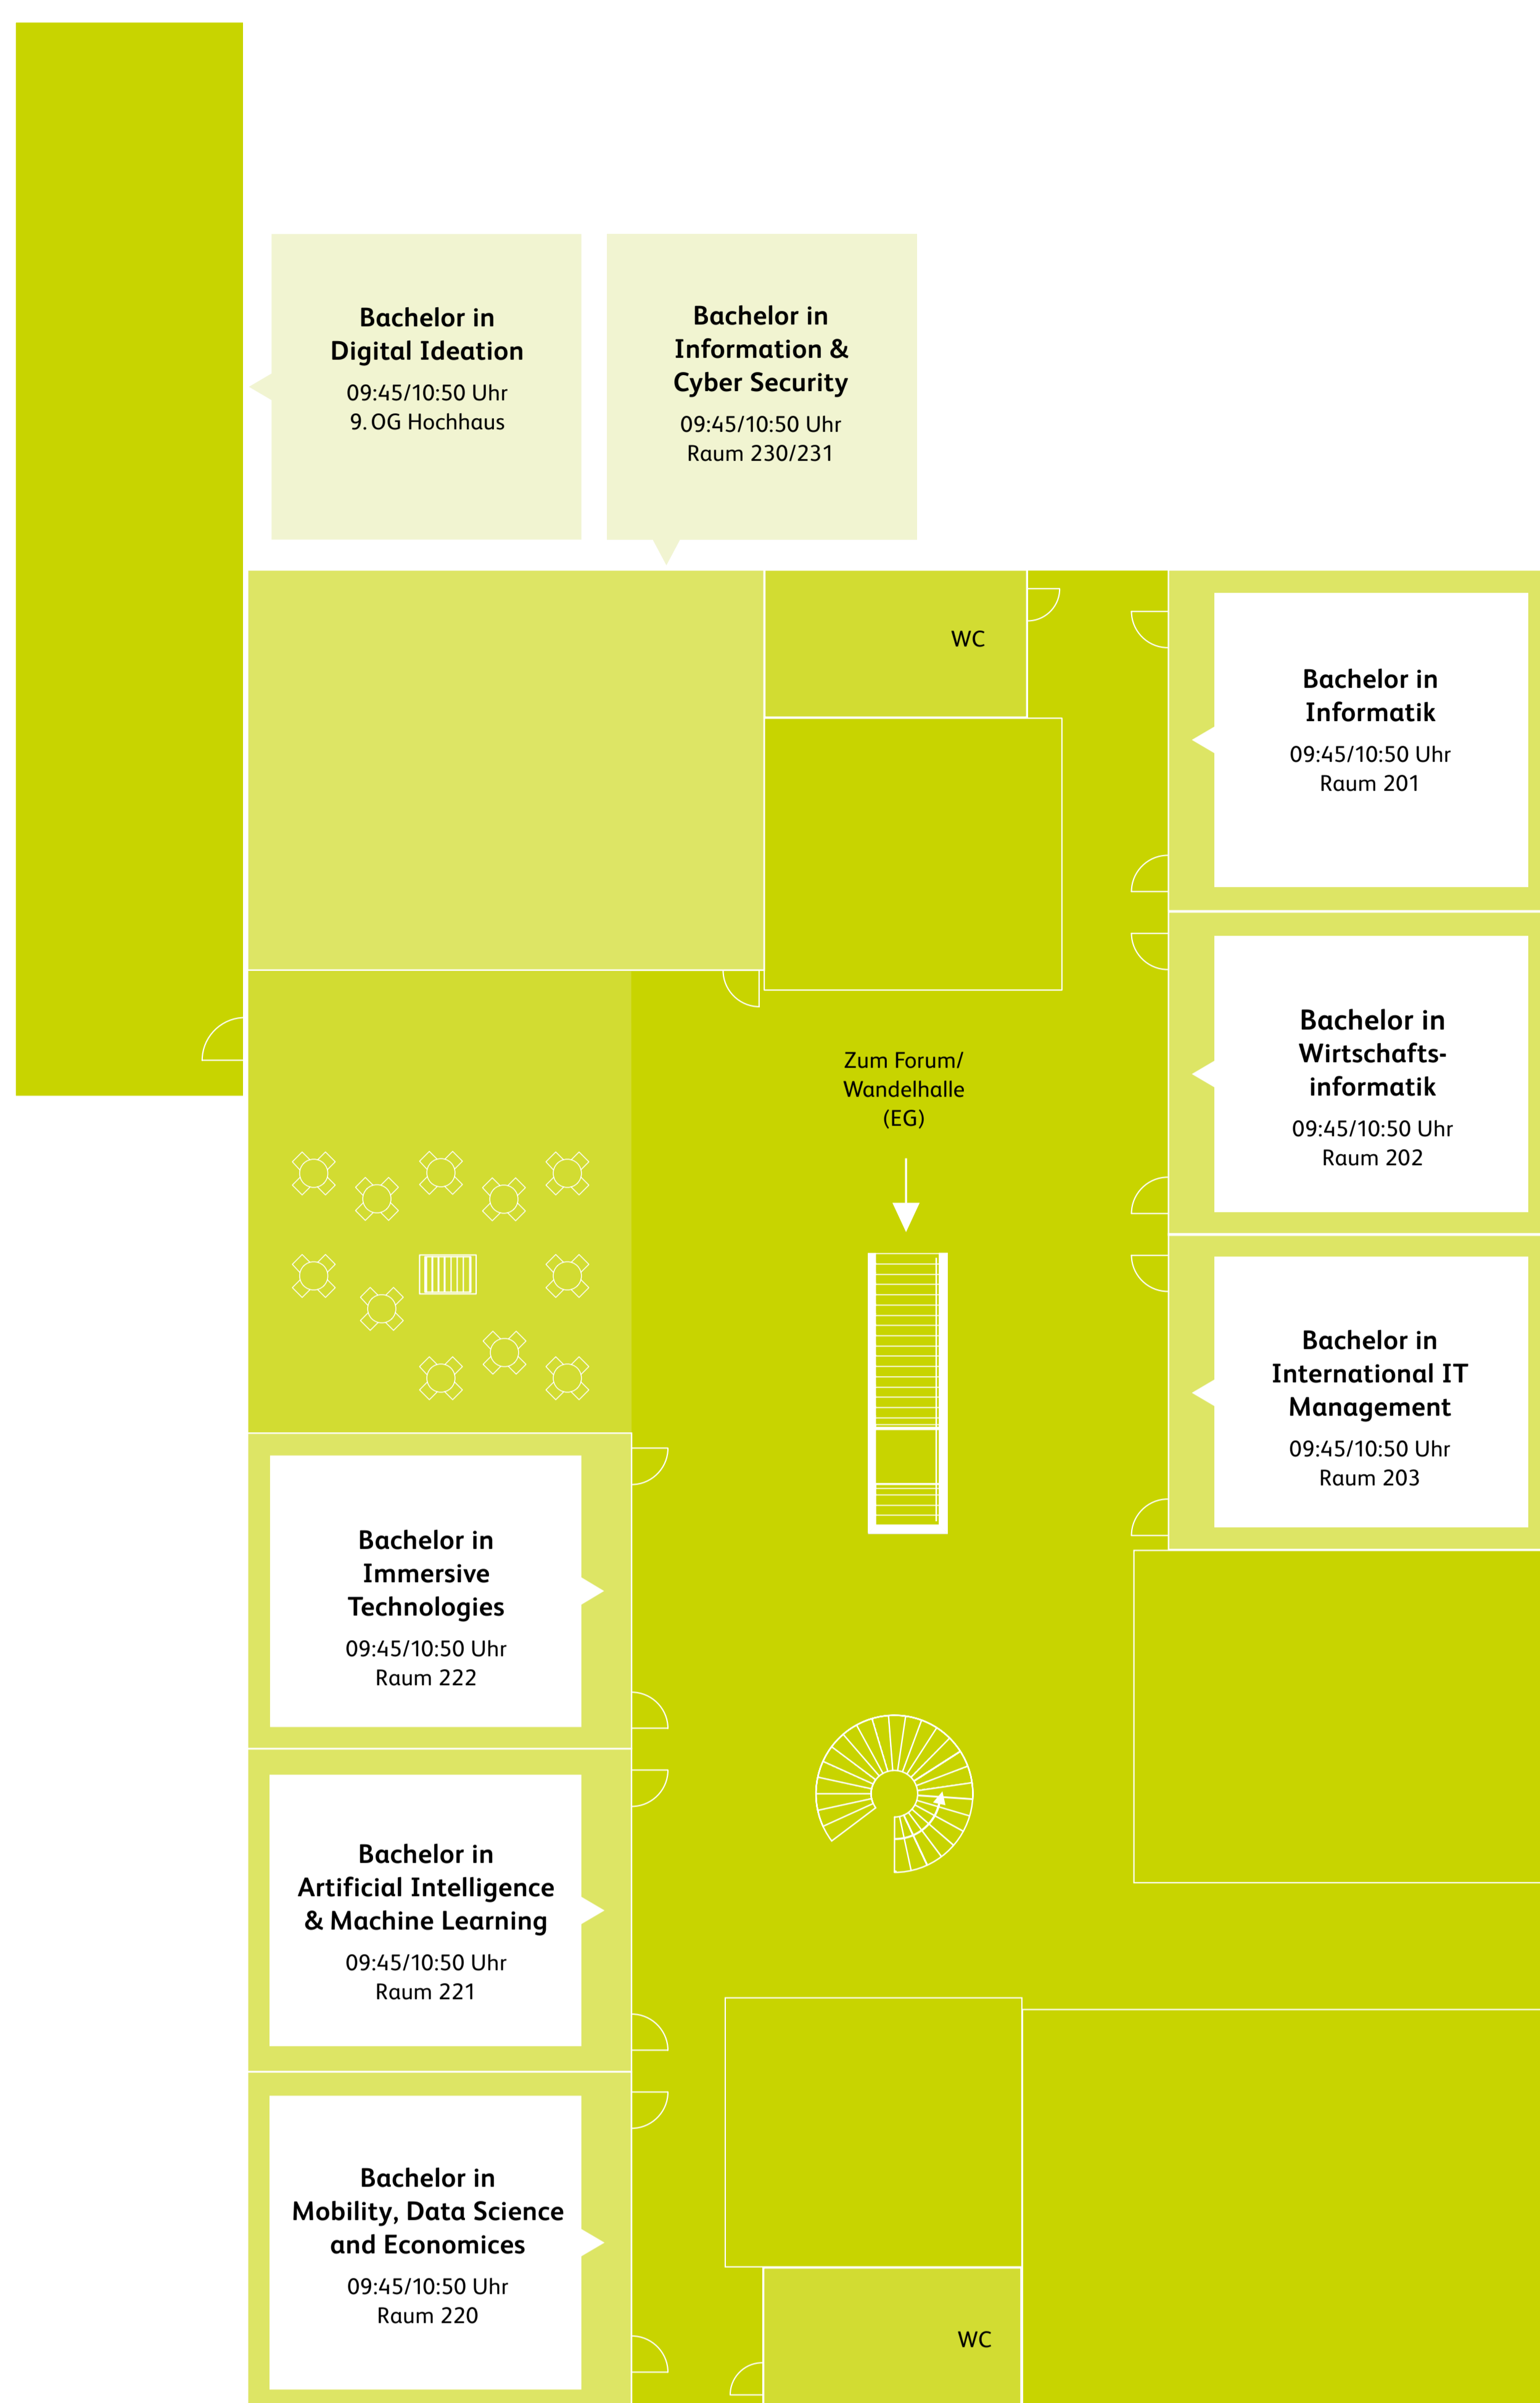 Bachelor in
Digital Ideation
09:45/10:50 Uhr
9. OG Hochhaus
Bachelor in
Information &
Cyber Security
09:45/10:50 Uhr
Raum 230/231
WC
Bachelor in
Informatik
09:45/10:50 Uhr
Raum 201
Zum Forum/
Wandelhalle
(EG)
Bachelor in
Wirtschafts-
informatik
09:45/10:50 Uhr
Raum 202
Bachelor in
International IT
Management
09:45/10:50 Uhr
Raum 203
Bachelor in
Immersive
Technologies
09:45/10:50 Uhr
Raum 222
Bachelor in
Artificial Intelligence
& Machine Learning
09:45/10:50 Uhr
Raum 221
Bachelor in
Mobility, Data Science
and Economices
09:45/10:50 Uhr
Raum 220
WC